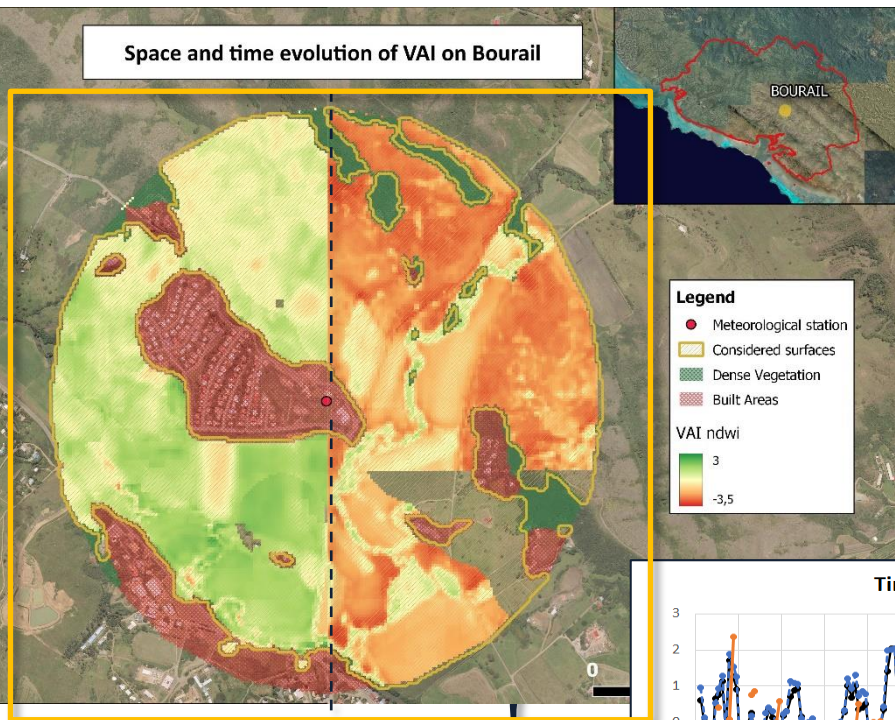 Space and time evolution of VAI on Bourail
BOURAIL
Legend
Meteorological station
Considered surfaces
Dense Vegetation
Built Areas
VAI ndwi
3
-3,5
0
3
2
1